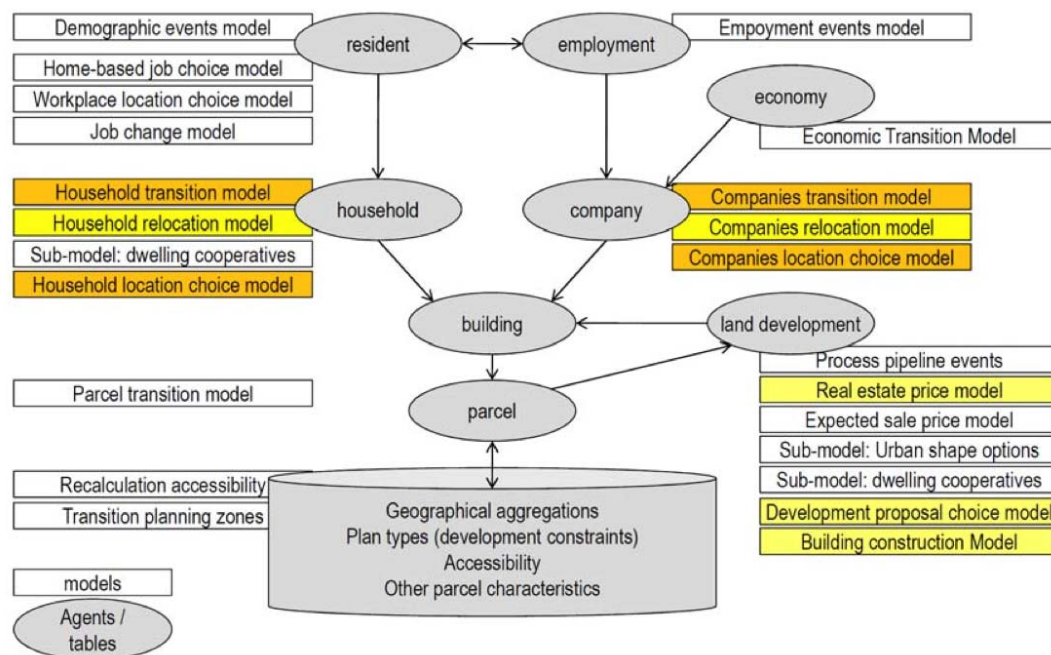 Demographic events model
resident
employment
Empoyment events model
Home-based job choice model
Workplace location choice model
Job change model
economy
Economic Transition Model
Household transition model
Household relocation model
Sub-model: dwelling cooperatives
Household location choice model
household
company
Companies transition model
Companies relocation model
Companies location choice model
building
land development
Parcel transition model
parcel
Process pipeline events
Real estate price model
Expected sale price model
Sub-model: Urban shape options
Sub-model: dwelling cooperatives
Development proposal choice model
Building construction Model
Recalculation accessibility
Transition planning zones
Geographical aggregations
Plan types (development constraints)
Accessibility
Other parcel characteristics
models
Agents /
tables